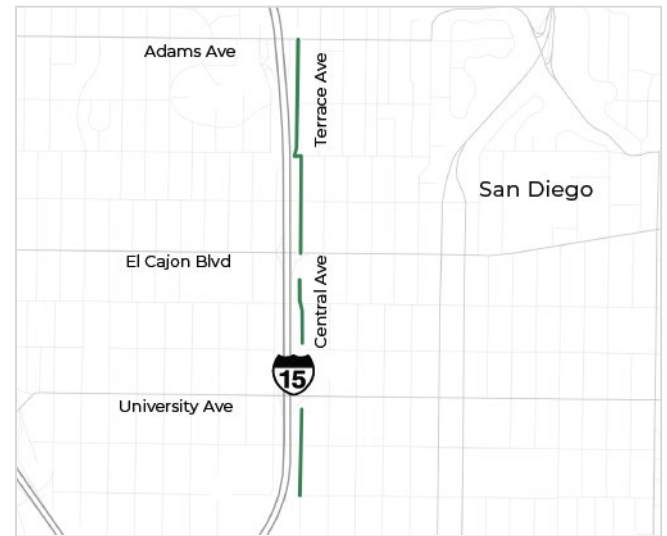 Adams Ave
Terrace Ave
San Diego
El Cajon Blvd
Central Ave
15
University Ave